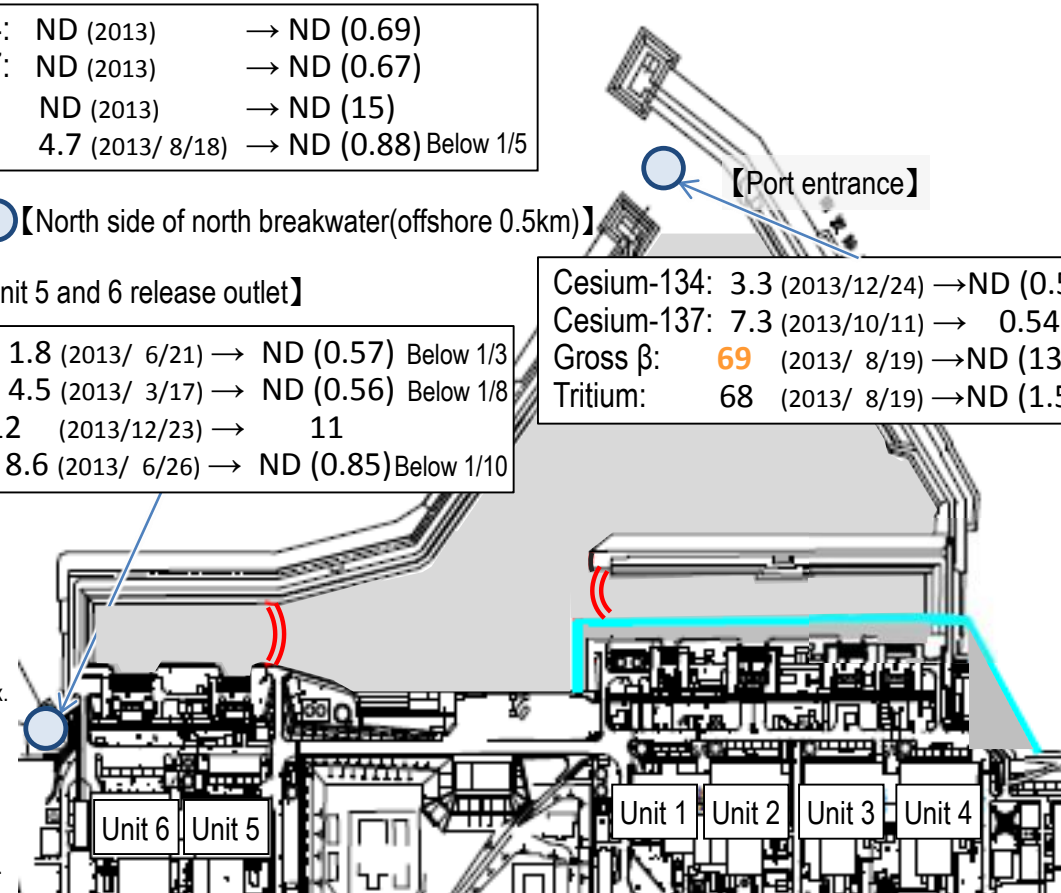 : ND (2013) → ND (0.69)
: ND (2013) → ND (0.67)
ND (2013) → ND (15)
4.7 (2013/ 8/18) → ND (0.88) Below 1/5
【Port entrance】
【North side of north breakwater(offshore 0.5km)】
nit 5 and 6 release outlet】
Cesium-134: 3.3 (2013/12/24) →ND (0.5
Cesium-137: 7.3 (2013/10/11) → 0.54
Gross β: 69 (2013/ 8/19) →ND (13
Tritium: 68 (2013/ 8/19) →ND (1.5
1.8 (2013/ 6/21) → ND (0.57) Below 1/3
4.5 (2013/ 3/17) → ND (0.56) Below 1/8
2 (2013/12/23) → 11
8.6 (2013/ 6/26) → ND (0.85) Below 1/10
x.
Unit 6
Unit 5
Unit 1
Unit 2
Unit 3
Unit 4